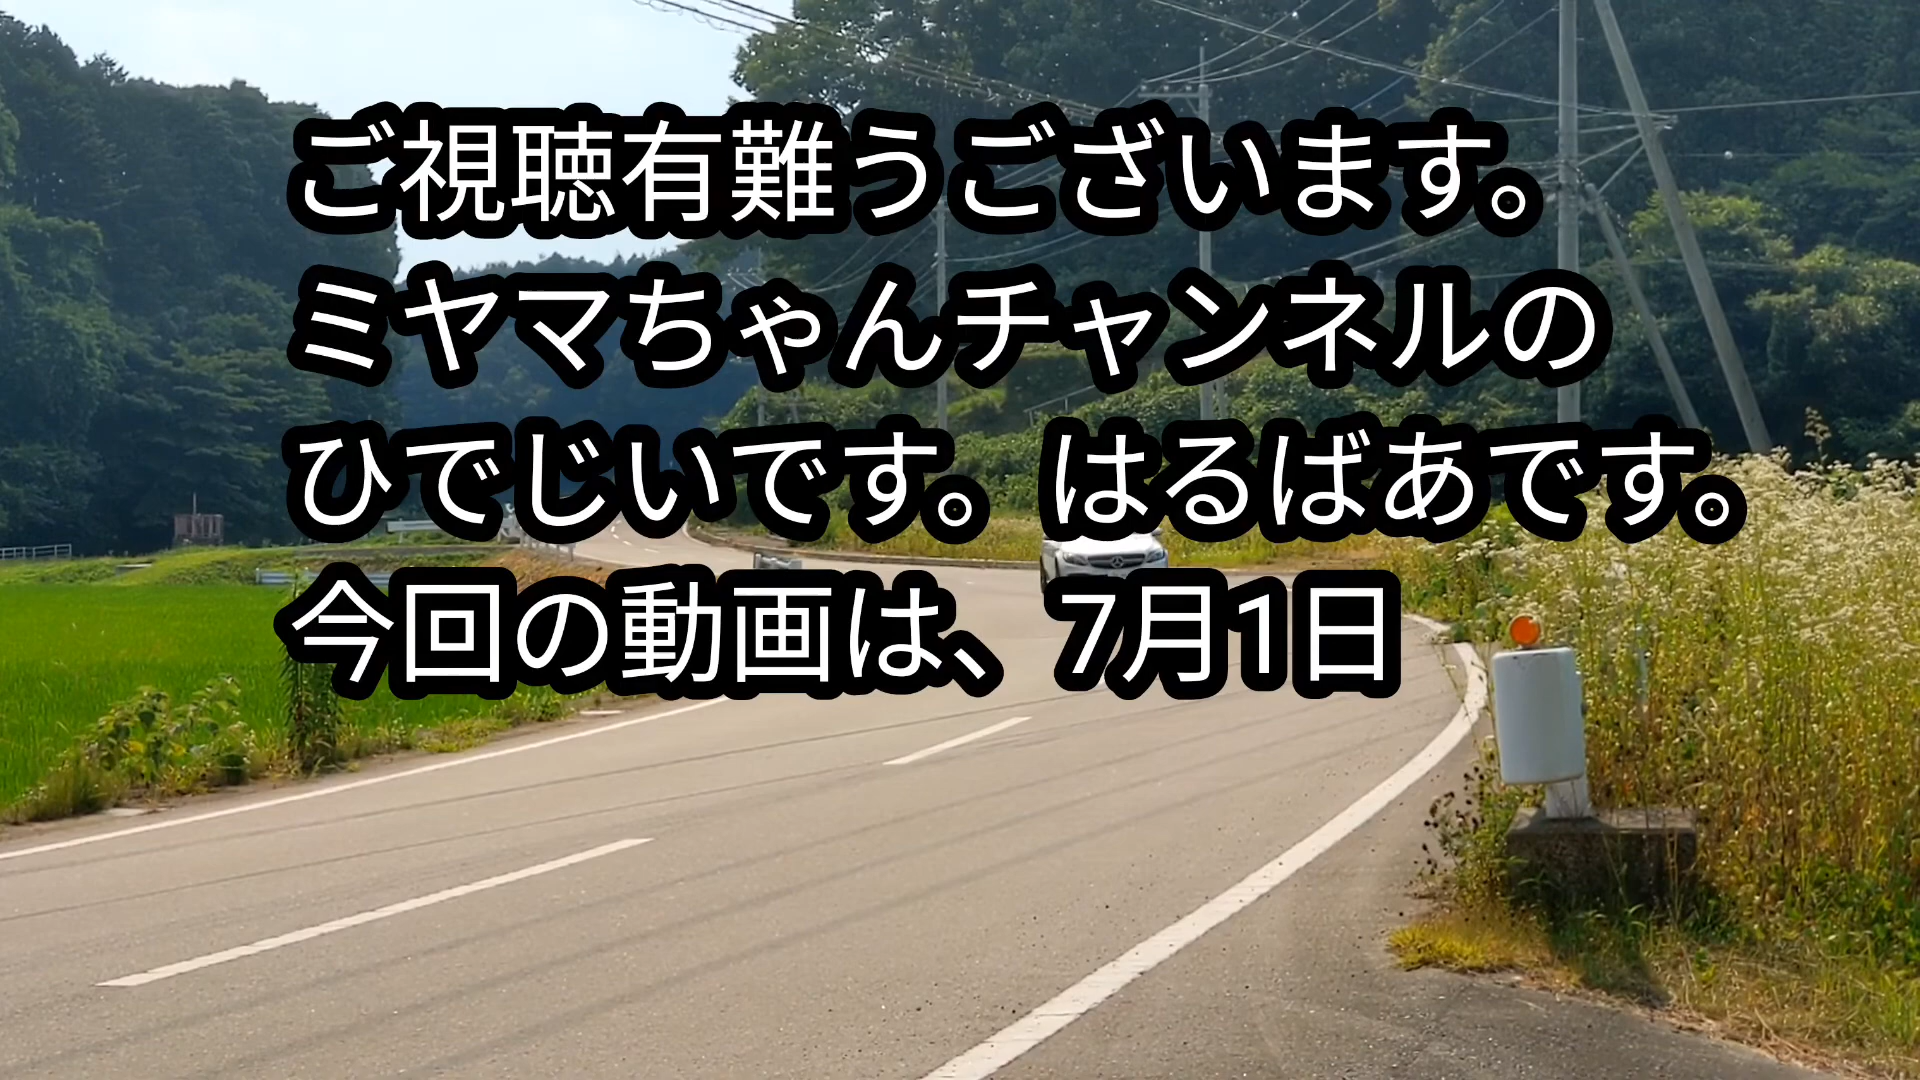 ご視聴有難うございます。
ミヤマちゃんチャンネルの
ひでじいです。はるばあです。
今回の動画は、7月1日